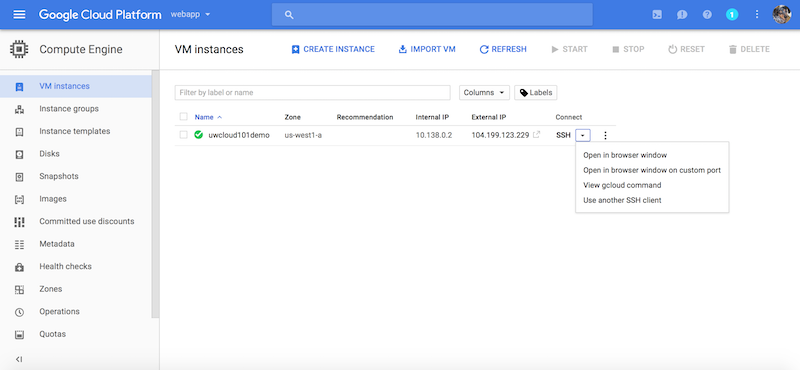 Google Cloud Platform webapp 1
Compute Engine VM instances CREATE INSTANCE IMPORT VM REFRESH START STOP RESET DELETE
VM instances
Instance groups
Instance templates
Disks
Snapshots
Images
Committed use discounts
Metadata
Health checks
Zones
Operations
Quotas
Filter by label or name Columns Labels
Name Zone Recommendation Internal IP External IP Connect
uwcloud101demo us-west1-a 10.138.0.2 104.199.123.229 SSH
Open in browser window
Open in browser window on custom port
View gcloud command
Use another SSH client